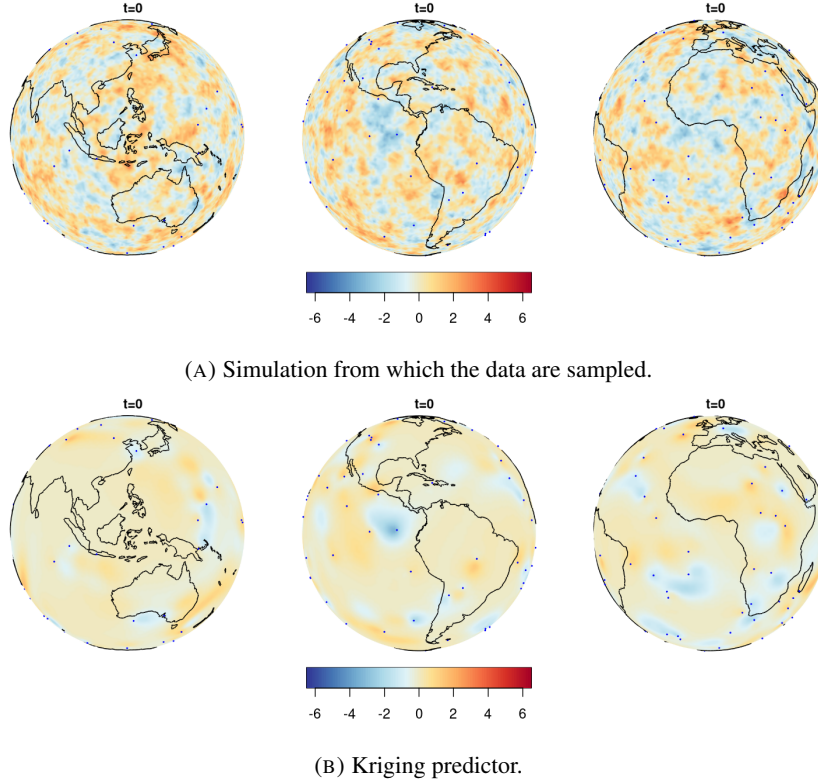 t=0 t=0 t=0
-6 -4 -2 0 2 4 6
(A) Simulation from which the data are sampled.
t=0 t=0 t=0
-6 -4 -2 0 2 4 6
(B) Kriging predictor.